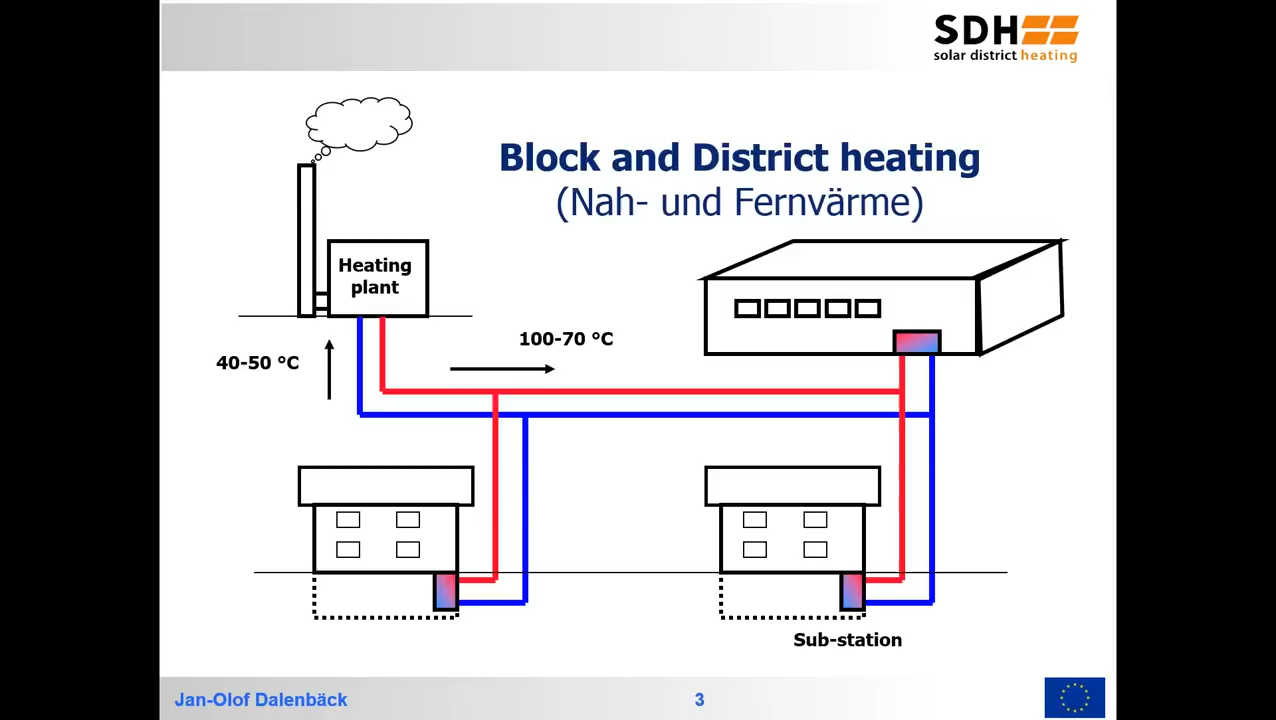 SDH
solar district heating
Block and District heating
(Nah- und Fernvärme)
Heating
plant
100-70 °C
40-50 °C
Sub-station
Jan-Olof Dalenbäck
3